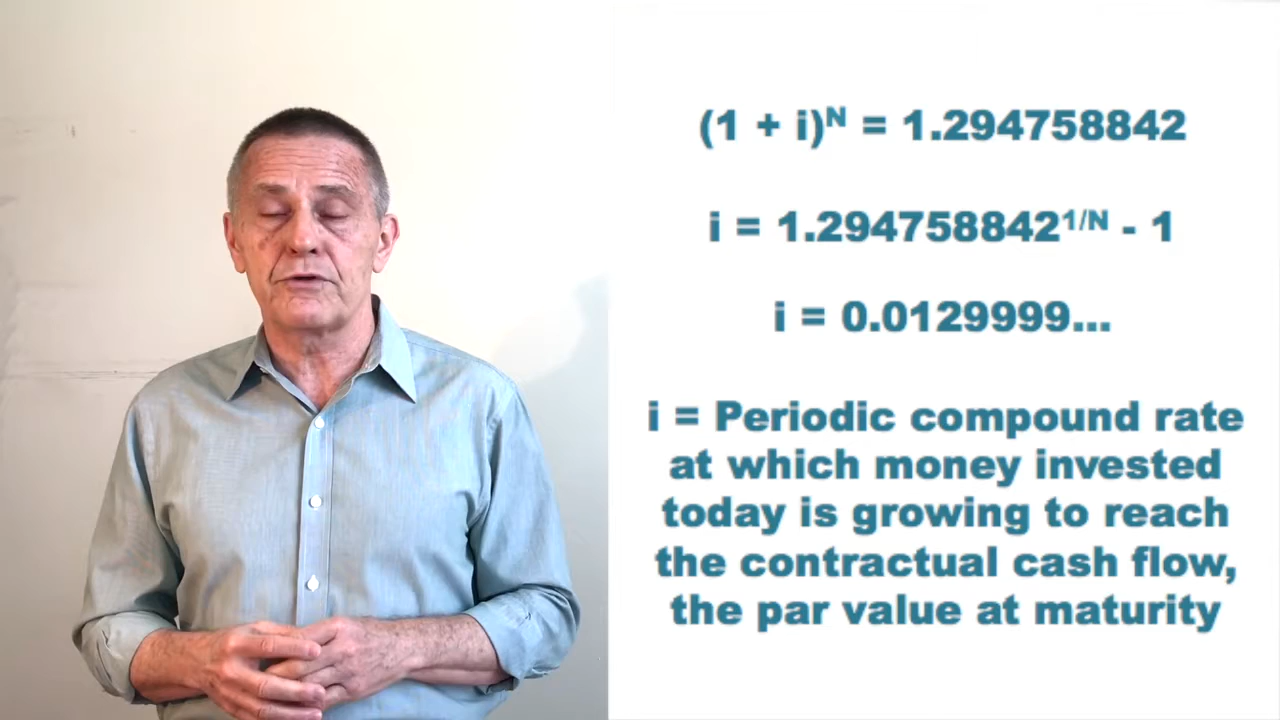 (1 + i)ᴺ = 1.294758842
i = 1.294758842¹/ᴺ - 1
i = 0.0129999...
i = Periodic compound rate
at which money invested
today is growing to reach
the contractual cash flow,
the par value at maturity